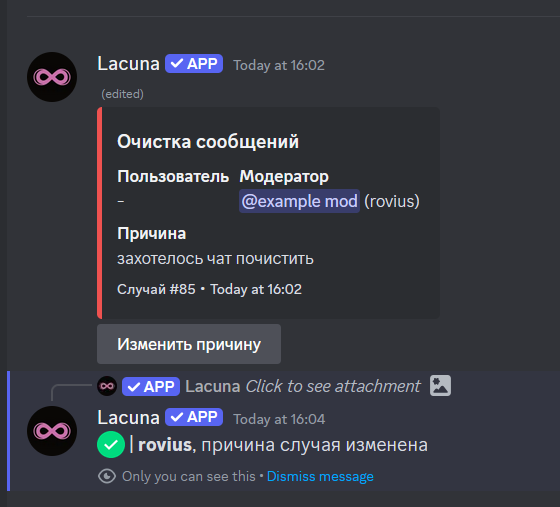 Lacuna APP Today at 16:02
(edited)
Очистка сообщений
Пользователь Модератор
- @example mod (rovius)
Причина
захотелось чат почистить
Случай #85 • Today at 16:02
Изменить причину
APP Lacuna Click to see attachment
Lacuna APP Today at 16:04
| rovius, причина случая изменена
Only you can see this • Dismiss message